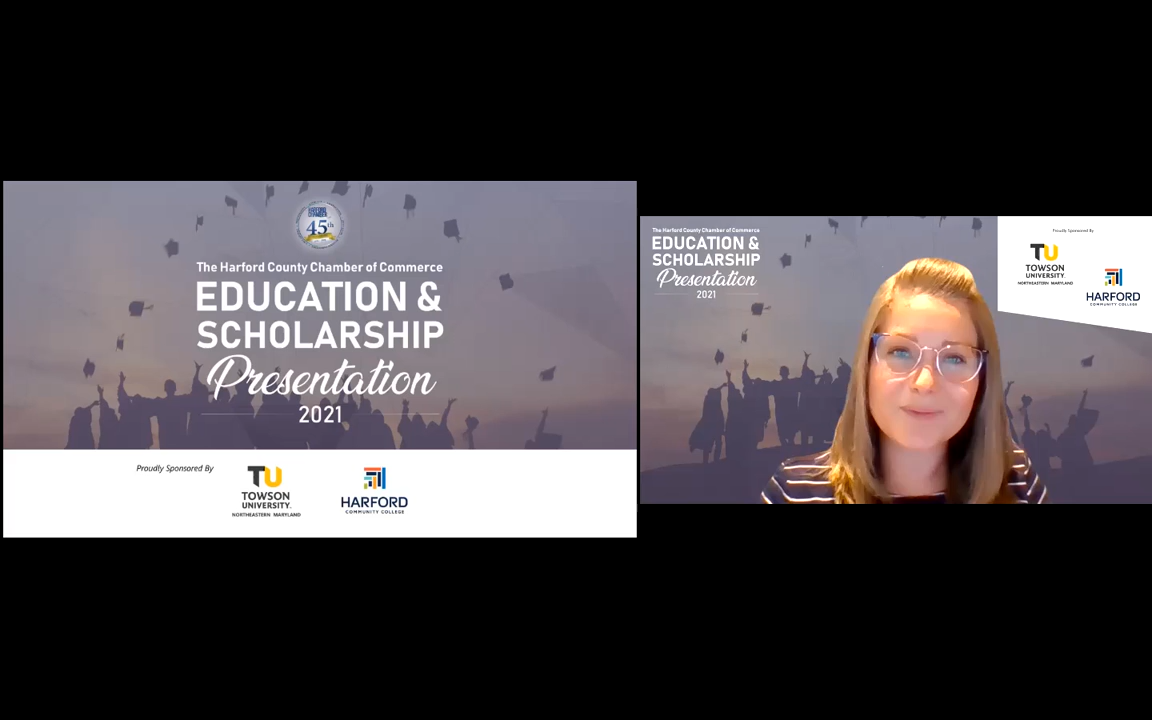 45th
The Harford County Chamber of Commerce
EDUCATION &
SCHOLARSHIP
Presentation
2021
Proudly Sponsored By
TU
TOWSON
UNIVERSITY.
NORTHEASTERN MARYLAND
HARFORD
COMMUNITY COLLEGE
The Harford County Chamber of Commerce
EDUCATION &
SCHOLARSHIP
Presentation
2021
Proudly Sponsored By
TU
TOWSON
UNIVERSITY.
NORTHEASTERN MARYLAND
HARFORD
COMMUNITY COLLEGE